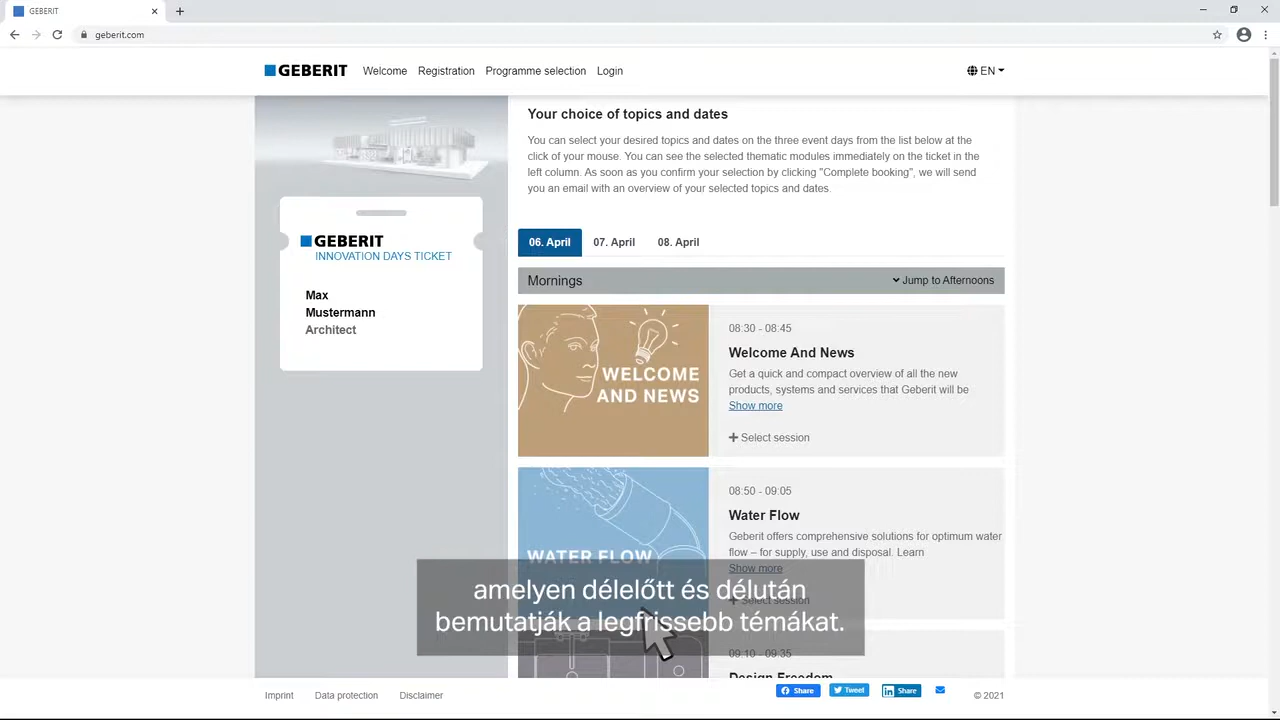 GEBERIT
geberit.com
GEBERIT
Welcome
Registration
Programme selection
Login
EN
Your choice of topics and dates
You can select your desired topics and dates on the three event days from the list below at the
click of your mouse. You can see the selected thematic modules immediately on the ticket in the
left column. As soon as you confirm your selection by clicking "Complete booking", we will send
you an email with an overview of your selected topics and dates.
GEBERIT
INNOVATION DAYS TICKET
Max
Mustermann
Architect
06. April
07. April
08. April
Mornings
Jump to Afternoons
WELCOME
AND NEWS
08:30 - 08:45
Welcome And News
Get a quick and compact overview of all the new
products, systems and services that Geberit will be
Show more
Select session
WATER FLOW
08:50 - 09:05
Water Flow
Geberit offers comprehensive solutions for optimum water
flow – for supply, use and disposal. Learn
Show more
Select session
09:10 - 09:35
Design Freedom
amelyen délelőtt és délután
bemutatják a legfrissebb témákat.
Imprint
Data protection
Disclaimer
Share
Tweet
Share
© 2021